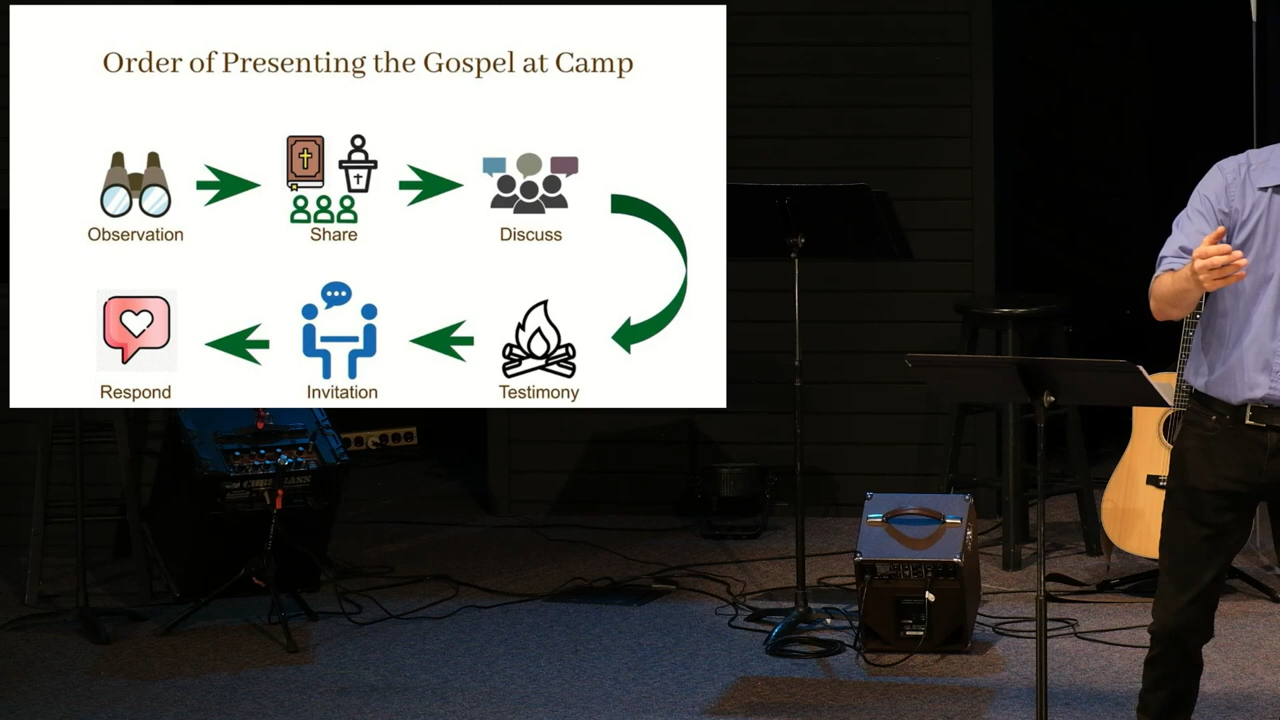 Order of Presenting the Gospel at Camp
Observation
Share
Discuss
Respond
Invitation
Testimony